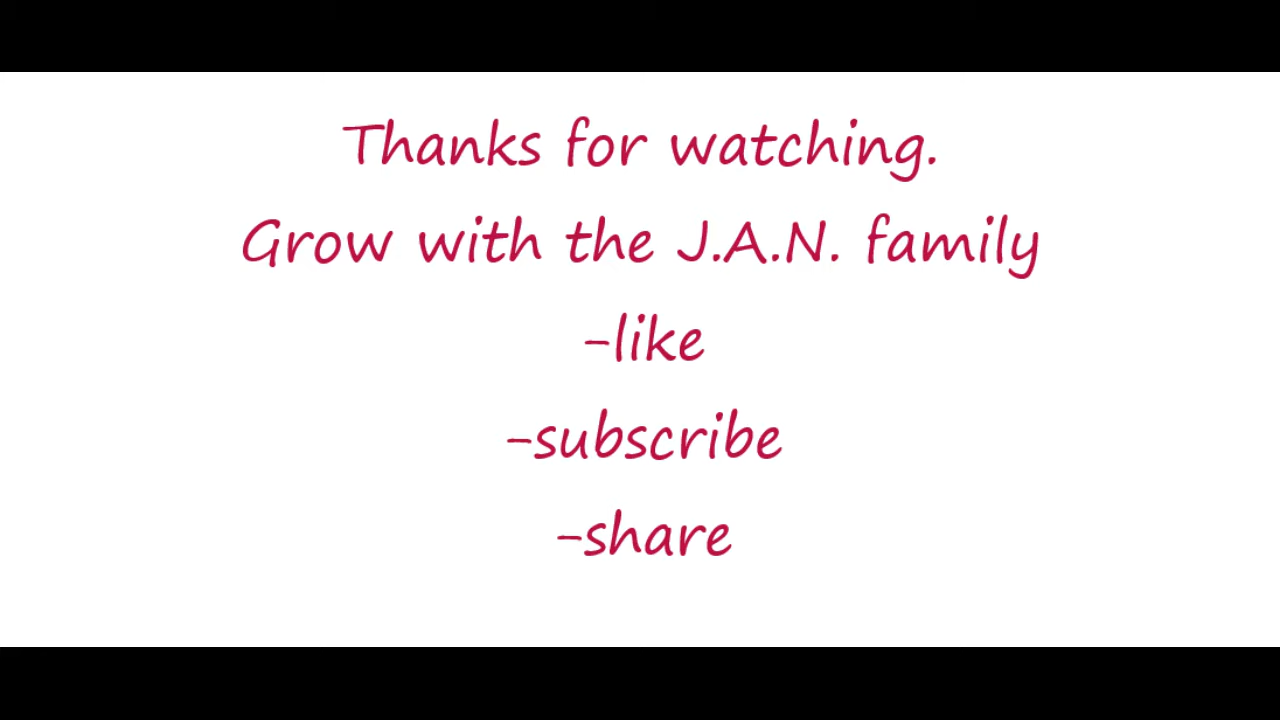 Thanks for watching.
Grow with the J.A.N. family
-like
-subscribe
-share